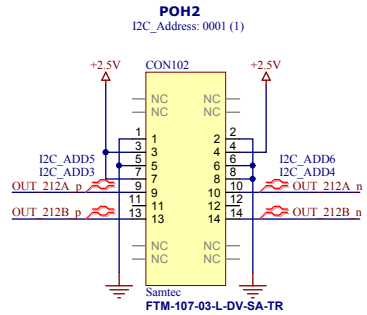 POH2
I2C_Address: 0001 (1)
+2.5V CON102 +2.5V
NC NC
NC NC
1 1 2 2
3 3 4 4
I2C_ADD5 5 5 6 6 I2C_ADD6
I2C_ADD3 7 7 8 8 I2C_ADD4
OUT_212A_p 9 9 10 10 OUT_212A_n
11 11 12 12
OUT_212B_p 13 13 14 14 OUT_212B_n
NC NC
NC NC
Samtec
FTM-107-03-L-DV-SA-TR